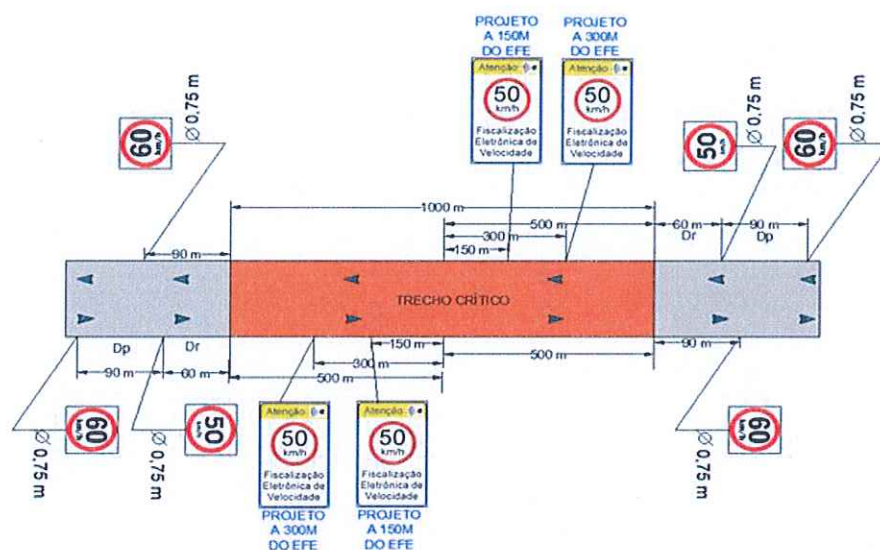 PROJETO
A 150M
DO EFE
PROJETO
A 300M
DO EFE
Atenção
50
km/h
Fiscalização
Eletrônica de
Velocidade
Atenção
50
km/h
Fiscalização
Eletrônica de
Velocidade
60
km/h
Ø 0,75 m
50
km/h
Ø 0,75 m
60
km/h
Ø 0,75 m
1000 m
500 m
60 m
90 m
Dr
Dp
300 m
150 m
90 m
TRECHO CRÍTICO
Dp
Dr
90 m
60 m
150 m
300 m
500 m
500 m
90 m
60
km/h
Ø 0,75 m
50
km/h
Ø 0,75 m
Atenção
50
km/h
Fiscalização
Eletrônica de
Velocidade
PROJETO
A 300M
DO EFE
Atenção
50
km/h
Fiscalização
Eletrônica de
Velocidade
PROJETO
A 150M
DO EFE
60
km/h
Ø 0,75 m